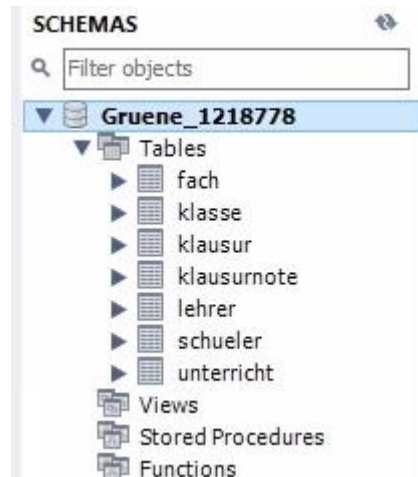 SCHEMAS
Filter objects
Gruene_1218778
Tables
fach
klasse
klausur
klausurnote
lehrer
schueler
unterricht
Views
Stored Procedures
Functions